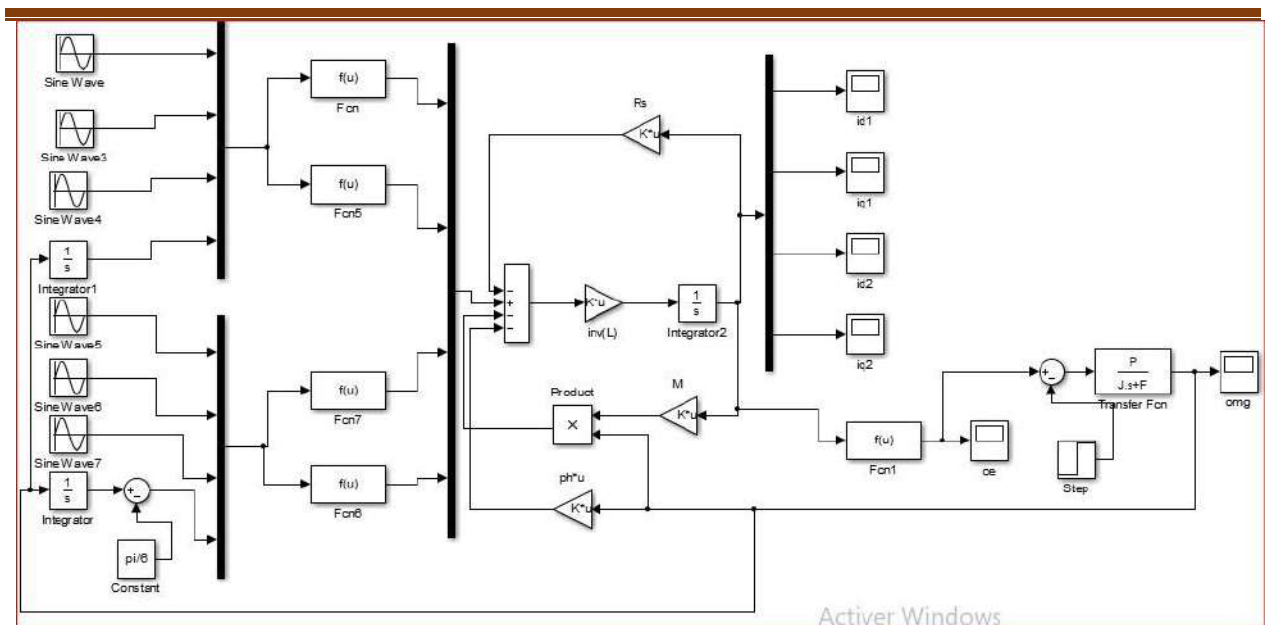 Sine Wave
Sine Wave3
Sine Wave4
1
s
Integrator1
Sine Wave5
Sine Wave6
Sine Wave7
1
s
Integrator
pi/6
Constant
f(u)
Fcn
f(u)
Fcn5
f(u)
Fcn7
f(u)
Fcn6
Rs
K*u
K*u
inv(L)
1
s
Integrator2
M
K*u
Product
×
ph*u
K*u
id1
iq1
id2
iq2
f(u)
Fcn1
ce
Step
P
J.s+F
Transfer Fcn
omg
Activer Windows